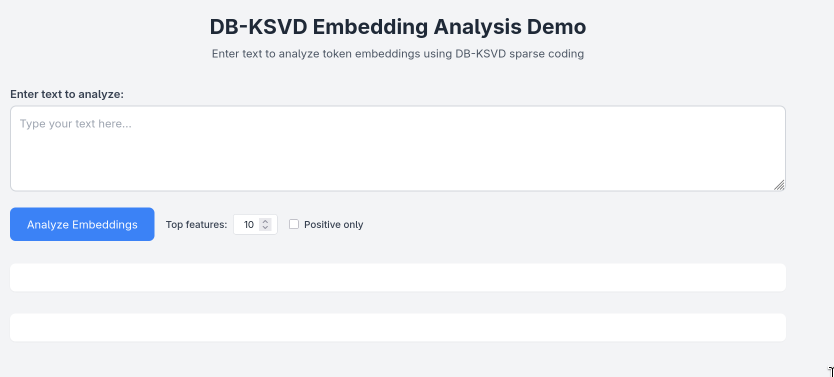 DB-KSVD Embedding Analysis Demo
Enter text to analyze token embeddings using DB-KSVD sparse coding
Enter text to analyze:
Type your text here...
Analyze Embeddings Top features: 10 Positive only